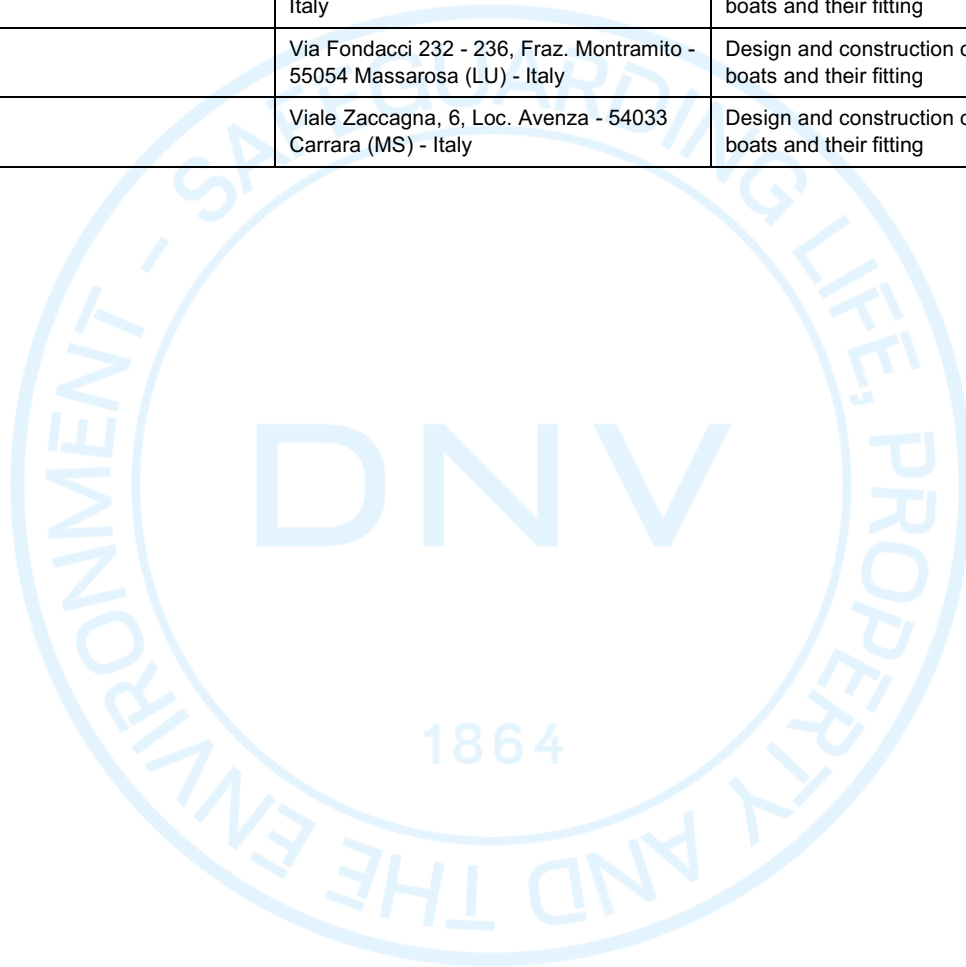 Italy
boats and their fitting
Via Fondacci 232 - 236, Fraz. Montramito -
55054 Massarosa (LU) - Italy
Design and construction
boats and their fitting
Viale Zaccagna, 6, Loc. Avenza - 54033
Carrara (MS) - Italy
Design and construction
boats and their fitting
SAFEGUARDING LIFE, PROPERTY AND THE ENVIRONMENT -
DNV
1864